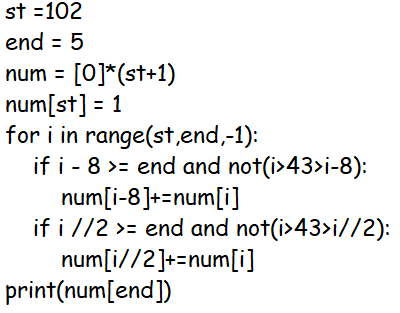 st =102
end = 5
num = [0]*(st+1)
num[st] = 1
for i in range(st,end,-1):
    if i - 8 >= end and not(i>43>i-8):
        num[i-8]+=num[i]
    if i //2 >= end and not(i>43>i//2):
        num[i//2]+=num[i]
print(num[end])